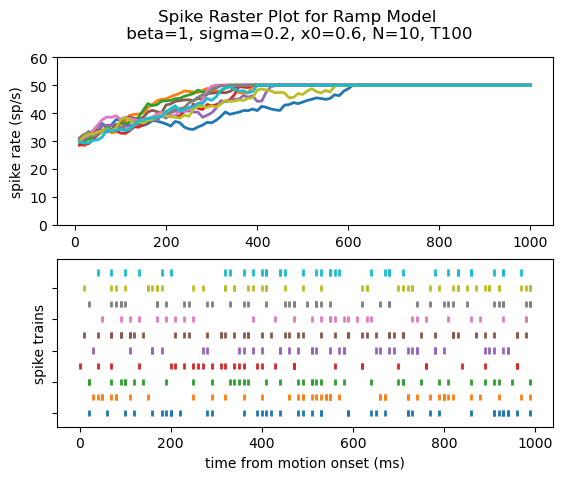 Spike Raster Plot for Ramp Model
beta=1, sigma=0.2, x0=0.6, N=10, T100
spike rate (sp/s)
60
50
40
30
20
10
0
0 200 400 600 800 1000
spike trains
0 200 400 600 800 1000
time from motion onset (ms)